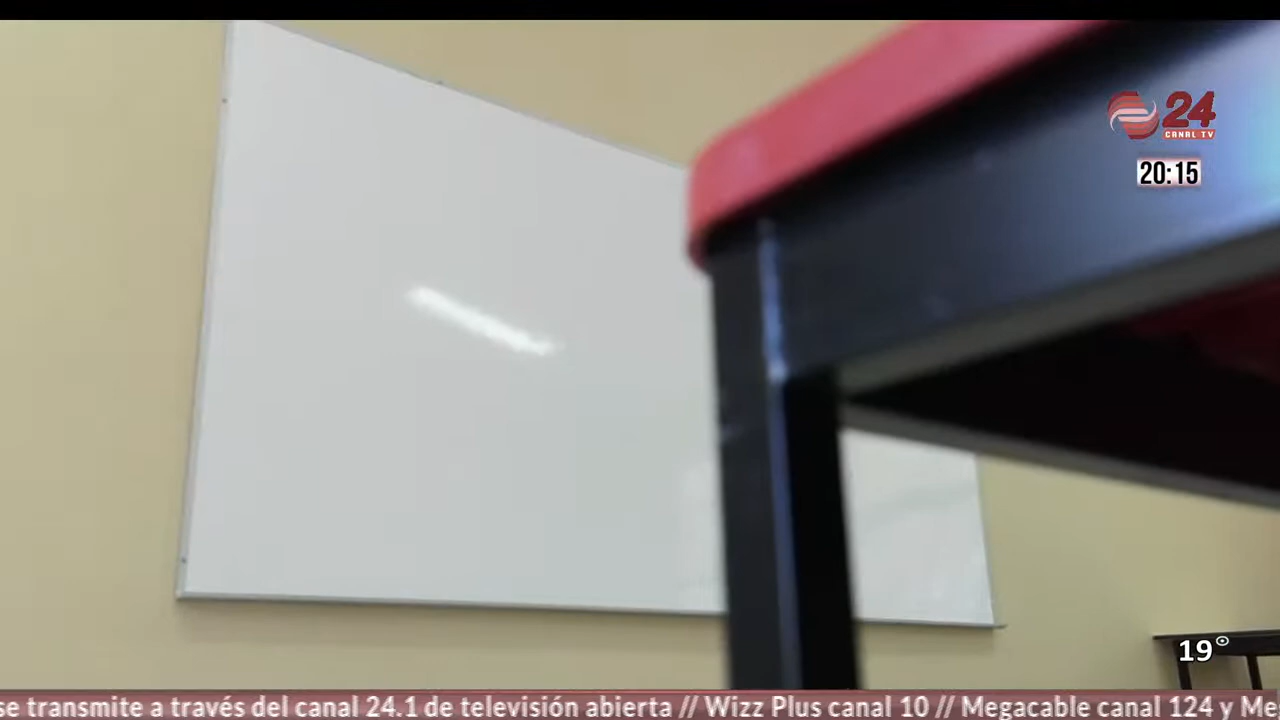 24
CANAL TV
20:15
19°
se transmite a través del canal 24.1 de televisión abierta // Wizz Plus canal 10 // Megacable canal 124 y Me